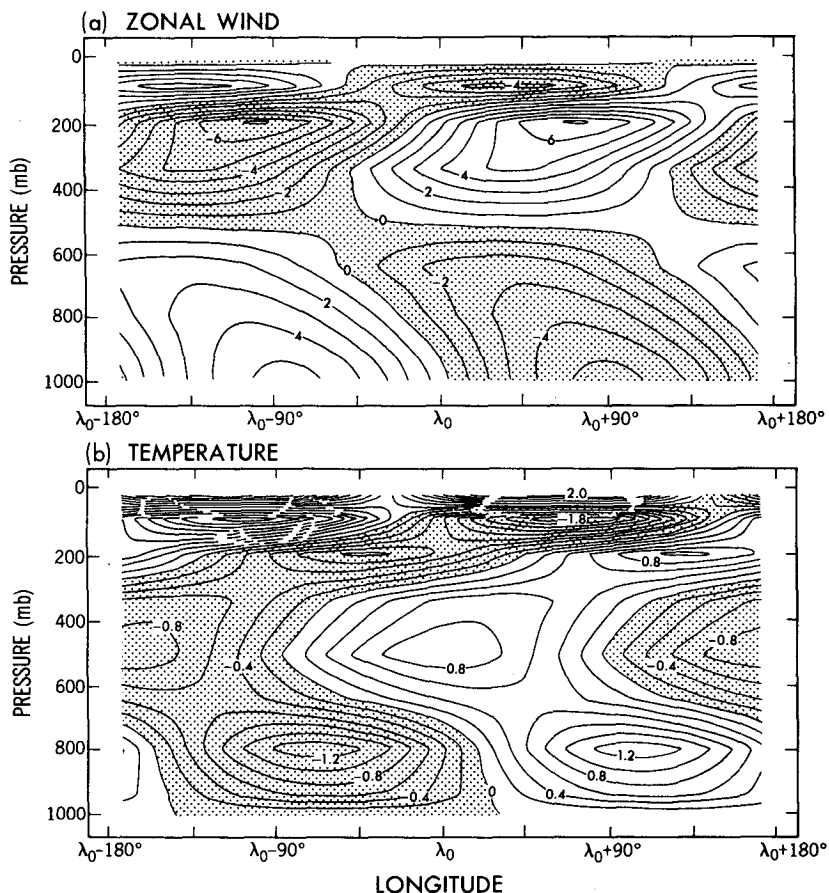 (a) ZONAL WIND
PRESSURE (mb)
0
200
400
600
800
1000
-4
-6
6
-4
4
-2
2
0
0
-2
2
4
-4
λ₀-180°
λ₀-90°
λ₀
λ₀+90°
λ₀+180°
(b) TEMPERATURE
PRESSURE (mb)
0
200
400
600
800
1000
2.0
-1.8
0.8
-0.8
0.8
-0.8
-0.4
-0.4
-1.2
1.2
-0.8
0.8
-0.4
0
0.4
λ₀-180°
λ₀-90°
λ₀
λ₀+90°
λ₀+180°
LONGITUDE